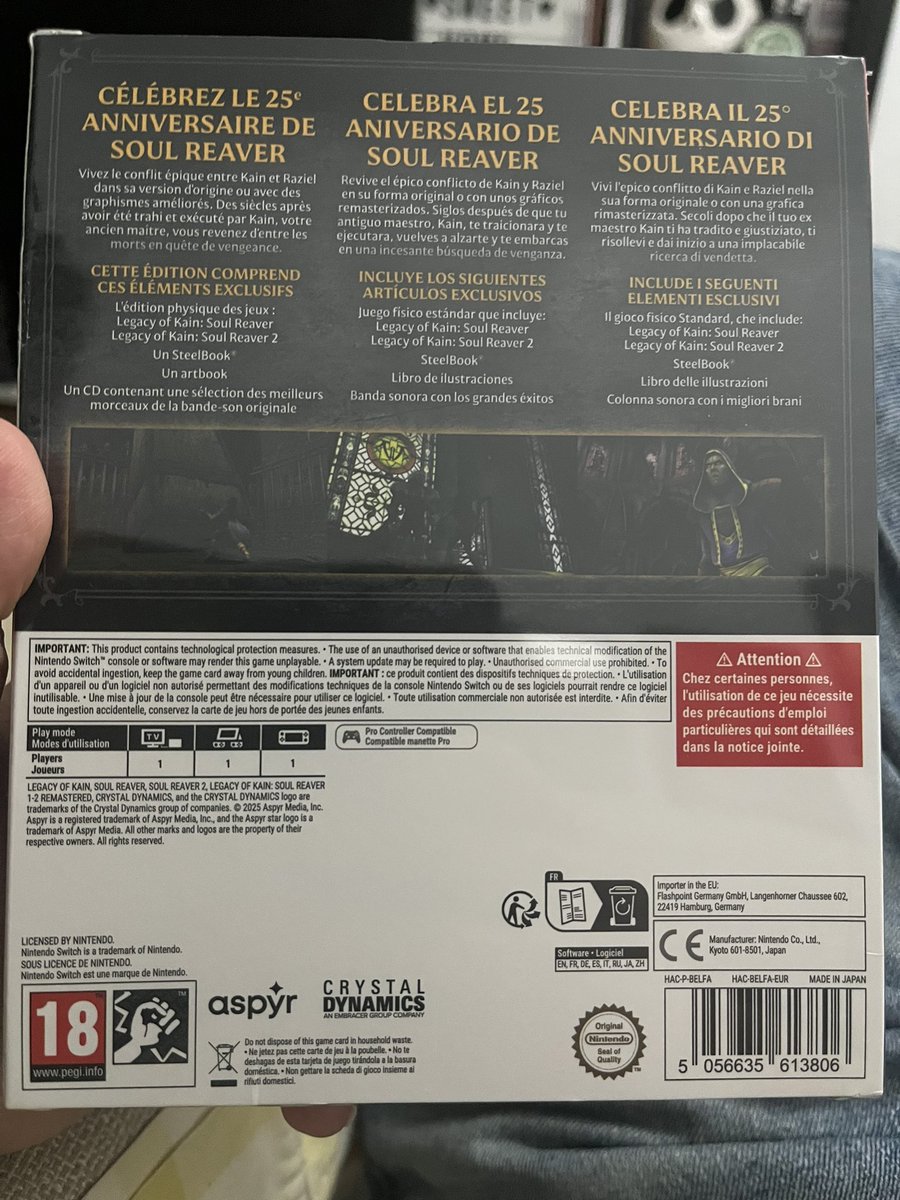 CÉLÉBREZ LE 25e
ANNIVERSAIRE DE
SOUL REAVER
Vivez le conflit épique entre Kain et Raziel
dans sa version d'origine ou avec des
graphismes améliorés. Des siècles après
avoir été trahi et exécuté par Kain, votre
ancien maitre, vous revenez d'entre les
morts en quête de vengeance.
CETTE ÉDITION COMPREND
CES ÉLÉMENTS EXCLUSIFS
L'édition physique des jeux :
Legacy of Kain: Soul Reaver
Legacy of Kain: Soul Reaver 2
Un SteelBook®
Un artbook
Un CD contenant une sélection des meilleurs
morceaux de la bande-son originale
CELEBRA EL 25
ANIVERSARIO DE
SOUL REAVER
Revive el épico conflicto de Kain y Raziel
en su forma original o con unos gráficos
remasterizados. Siglos después de que tu
antiguo maestro, Kain, te traicionara y te
ejecutara, vuelves a alzarte y te embarcas
en una incesante búsqueda de venganza.
INCLUYE LOS SIGUIENTES
ARTÍCULOS EXCLUSIVOS
Juego físico estándar que incluye:
Legacy of Kain: Soul Reaver
Legacy of Kain: Soul Reaver 2
SteelBook®
Libro de ilustraciones
Banda sonora con los grandes éxitos
CELEBRA IL 25°
ANNIVERSARIO DI
SOUL REAVER
Vivi l'epico conflitto di Kain e Raziel nella
sua forma originale o con una grafica
rimasterizzata. Secoli dopo che il tuo ex
maestro Kain ti ha tradito e giustiziato, ti
risollevi e dai inizio a una implacabile
ricerca di vendetta.
INCLUDE I SEGUENTI
ELEMENTI ESCLUSIVI
Il gioco fisico Standard, che include:
Legacy of Kain: Soul Reaver
Legacy of Kain: Soul Reaver 2
SteelBook®
Libro delle illustrazioni
Colonna sonora con i migliori brani
IMPORTANT: This product contains technological protection measures. • The use of an unauthorised device or software that enables technical modification of the
Nintendo Switch™ console or software may render this game unplayable. • A system update may be required to play. • Unauthorised commercial use prohibited. • To
avoid accidental ingestion, keep the game card away from young children. IMPORTANT : ce produit contient des dispositifs techniques de protection. • L'utilisation
d'un appareil ou d'un logiciel non autorisé permettant des modifications techniques de la console Nintendo Switch ou de ses logiciels pourrait rendre ce logiciel
inutilisable. • Une mise à jour de la console peut être nécessaire pour utiliser ce logiciel. • Toute utilisation commerciale non autorisée est interdite. • Afin d'éviter
toute ingestion accidentelle, conservez la carte de jeu hors de portée des jeunes enfants.
⚠ Attention ⚠
Chez certaines personnes,
l'utilisation de ce jeu nécessite
des précautions d'emploi
particulières qui sont détaillées
dans la notice jointe.
Play mode
Modes d'utilisation
TV
Players
Joueurs
1 1 1
Pro Controller Compatible
Compatible manette Pro
LEGACY OF KAIN, SOUL REAVER, SOUL REAVER 2, LEGACY OF KAIN: SOUL REAVER
1-2 REMASTERED, CRYSTAL DYNAMICS, and the CRYSTAL DYNAMICS logo are
trademarks of the Crystal Dynamics group of companies. © 2025 Aspyr Media, Inc.
Aspyr is a registered trademark of Aspyr Media, Inc., and the Aspyr star logo is a
trademark of Aspyr Media. All other marks and logos are the property of their
respective owners. All rights reserved.
FR
Software • Logiciel
EN, FR, DE, ES, IT, RU, JA, ZH
Importer in the EU:
Flashpoint Germany GmbH, Langenhorner Chaussee 602,
22419 Hamburg, Germany
CE
Manufacturer: Nintendo Co., Ltd.,
Kyoto 601-8501, Japan
HAC-P-BELFA HAC-BELFA-EUR MADE IN JAPAN
5 056635 613806
LICENSED BY NINTENDO.
Nintendo Switch is a trademark of Nintendo.
SOUS LICENCE DE NINTENDO.
Nintendo Switch est une marque de Nintendo.
18
www.pegi.info
TM
aspyr
CRYSTAL
DYNAMICS
AN EMBRACER GROUP COMPANY
Do not dispose of this game card in household waste.
• Ne jetez pas cette carte de jeu à la poubelle. • No te
deshagas de esta tarjeta de juego tirándola a la basura
doméstica. • Non gettare la scheda di gioco insieme ai
rifiuti domestici.
Original
Nintendo
Seal of
Quality
TM